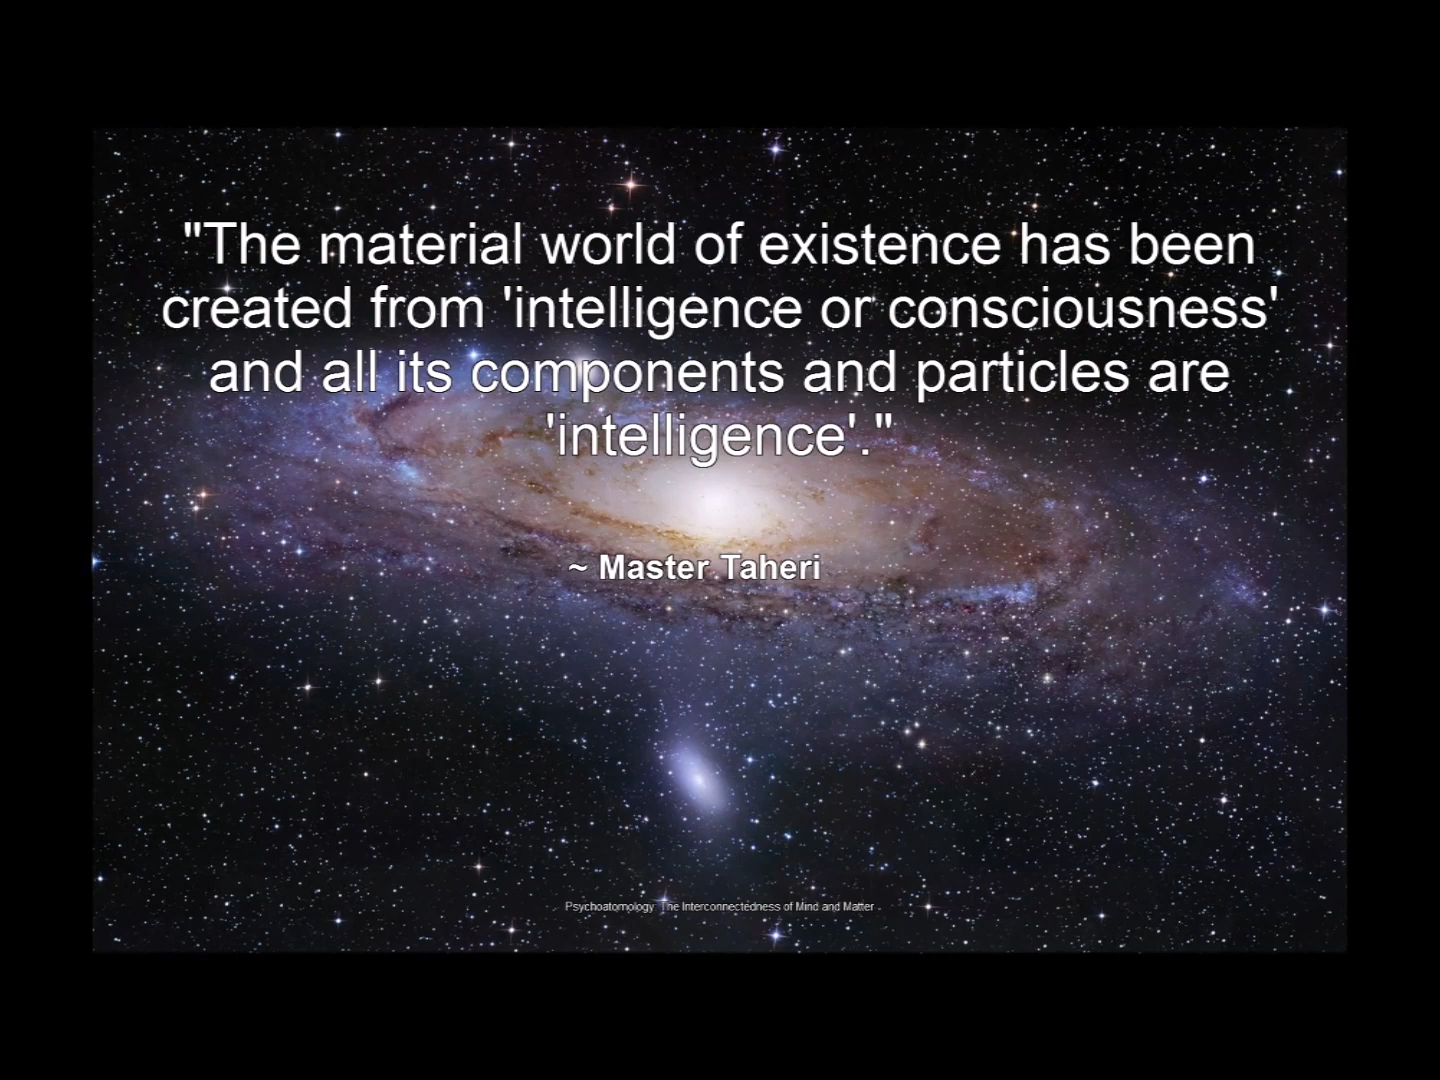 "The material world of existence has been
created from 'intelligence or consciousness'
and all its components and particles are
'intelligence'."
~ Master Taheri
Psychoatomology: The Interconnectedness of Mind and Matter